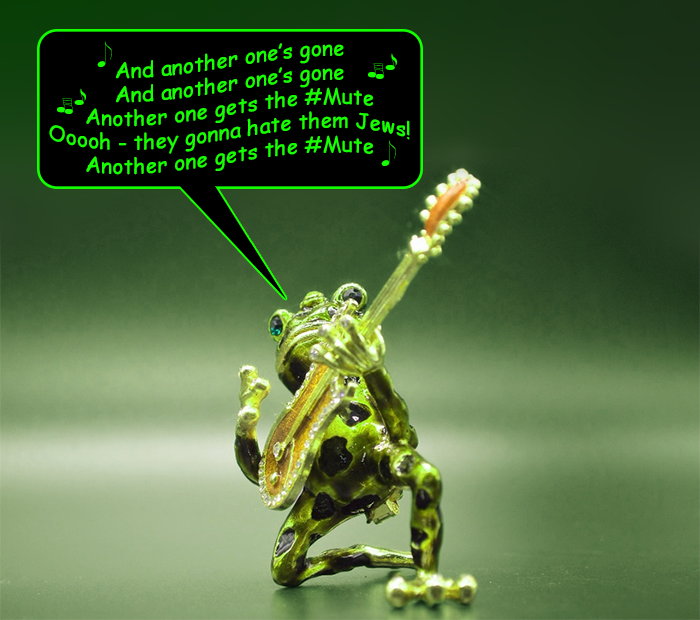 And another one's gone
And another one's gone
Another one gets the #Mute
Ooooh - they gonna hate them Jews!
Another one gets the #Mute